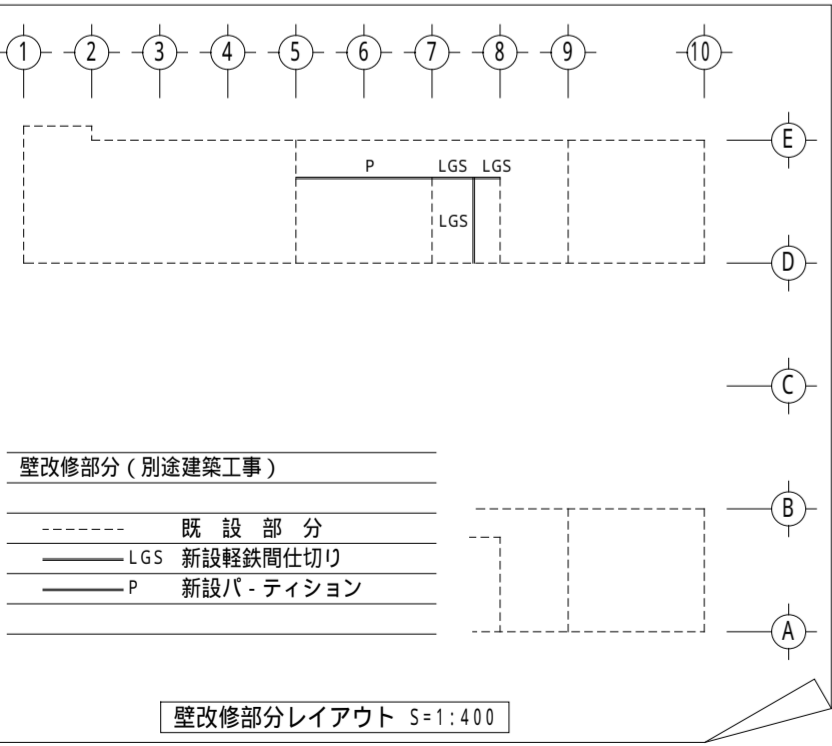 1 2 3 4 5 6 7 8 9 10
E
P LGS LGS
LGS
D
C
壁改修部分(別途建築工事)
B
既 設 部 分
LGS 新設軽鉄間仕切り
P 新設パ-ティション
A
壁改修部分レイアウト S=1:400